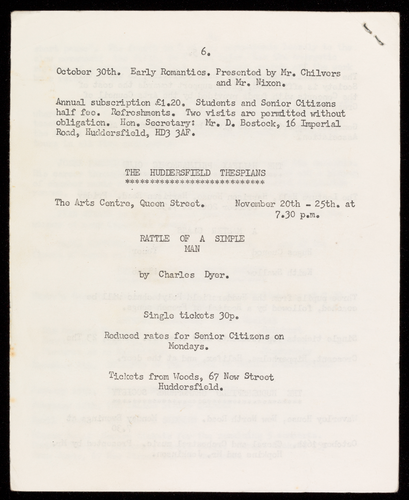 6.
October 30th. Early Romantics. Presented by Mr. Chilvers
and Mr. Nixon.
Annual subscription £1.20. Students and Senior Citizens
half fee. Refreshments. Two visits are permitted without
obligation. Hon. Secretary: Mr. D. Bostock, 16 Imperial
Road, Huddersfield, HD3 3AF.
THE HUDDERSFIELD THESPIANS
****************************
The Arts Centre, Queen Street. November 20th - 25th. at
7.30 p.m.
RATTLE OF A SIMPLE
MAN
by Charles Dyer.
Single tickets 30p.
Reduced rates for Senior Citizens on
Mondays.
Tickets from Woods, 67 New Street
Huddersfield.